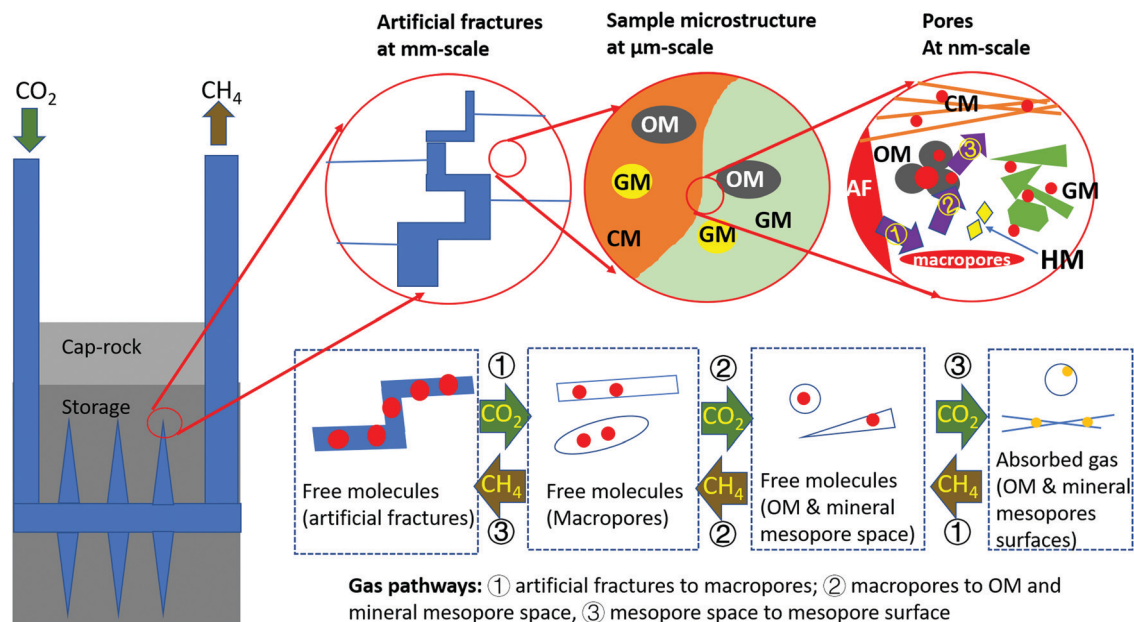 Artificial fractures
at mm-scale
Sample microstructure
at µm-scale
Pores
At nm-scale
CO₂
CH₄
Cap-rock
Storage
OM
GM
CM
OM
GM
GM
CM
OM
AF
③
②
①
GM
macropores
HM
①
CO₂
CH₄
③
②
CO₂
CH₄
②
③
CO₂
CH₄
①
Free molecules
(artificial fractures)
Free molecules
(Macropores)
Free molecules
(OM & mineral
mesopore space)
Absorbed gas
(OM & mineral
mesopores
surfaces)
Gas pathways: ① artificial fractures to macropores; ② macropores to OM and
mineral mesopore space, ③ mesopore space to mesopore surface